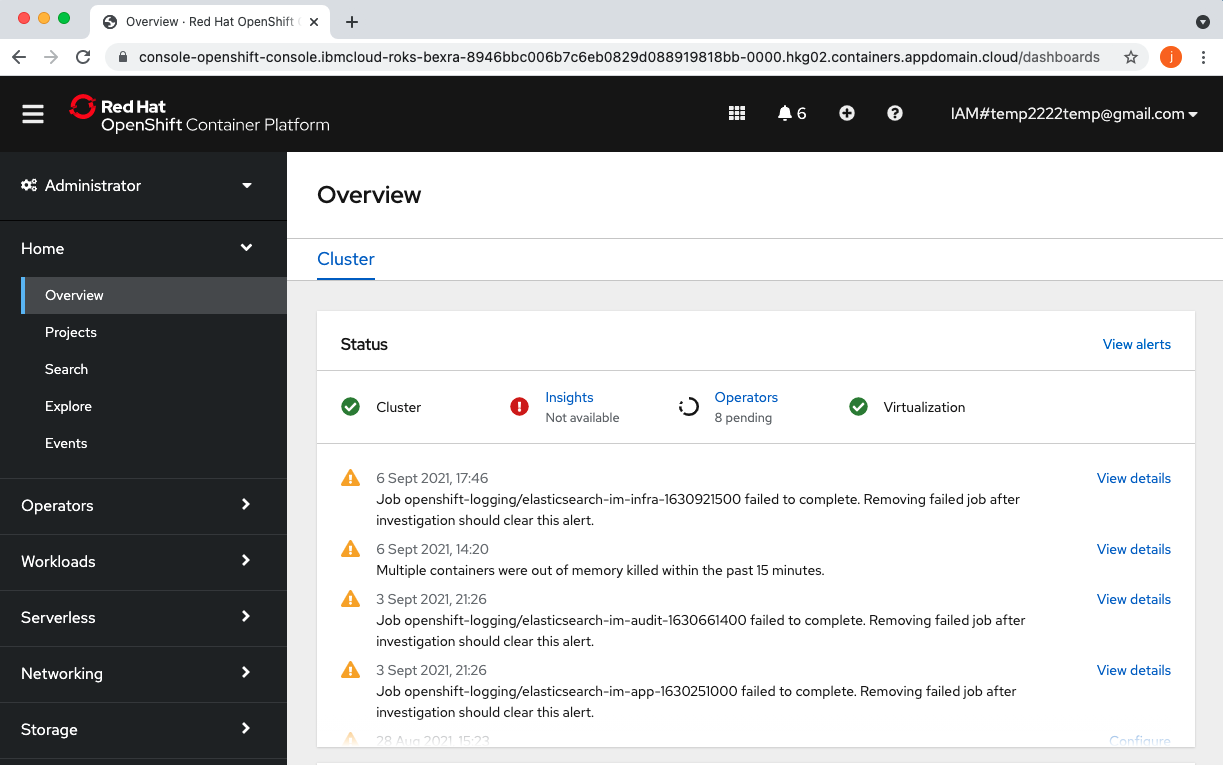 Overview · Red Hat OpenShift
console-openshift-console.ibmcloud-roks-bexra-8946bbc006b7c6eb0829d088919818bb-0000.hkg02.containers.appdomain.cloud/dashboards
j
Red Hat
OpenShift Container Platform
6
IAM#temp2222temp@gmail.com
Administrator
Home
Overview
Projects
Search
Explore
Events
Operators
Workloads
Serverless
Networking
Storage
Overview
Cluster
Status
View alerts
Cluster
Insights
Not available
Operators
8 pending
Virtualization
6 Sept 2021, 17:46
View details
Job openshift-logging/elasticsearch-im-infra-1630921500 failed to complete. Removing failed job after
investigation should clear this alert.
6 Sept 2021, 14:20
View details
Multiple containers were out of memory killed within the past 15 minutes.
3 Sept 2021, 21:26
View details
Job openshift-logging/elasticsearch-im-audit-1630661400 failed to complete. Removing failed job after
investigation should clear this alert.
3 Sept 2021, 21:26
View details
Job openshift-logging/elasticsearch-im-app-1630251000 failed to complete. Removing failed job after
investigation should clear this alert.
28 Aug 2021, 15:23
Configure